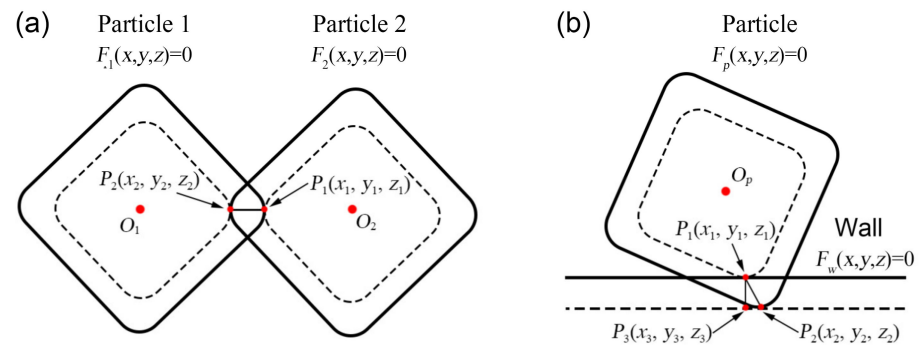 (a)
Particle 1
F.1(x,y,z)=0
Particle 2
F2(x,y,z)=0
P2(x2, y2, z2)
P1(x1, y1, z1)
O1
O2
(b)
Particle
Fp(x,y,z)=0
Op
P1(x1, y1, z1)
Wall
Fw(x,y,z)=0
P3(x3, y3, z3)
P2(x2, y2, z2)